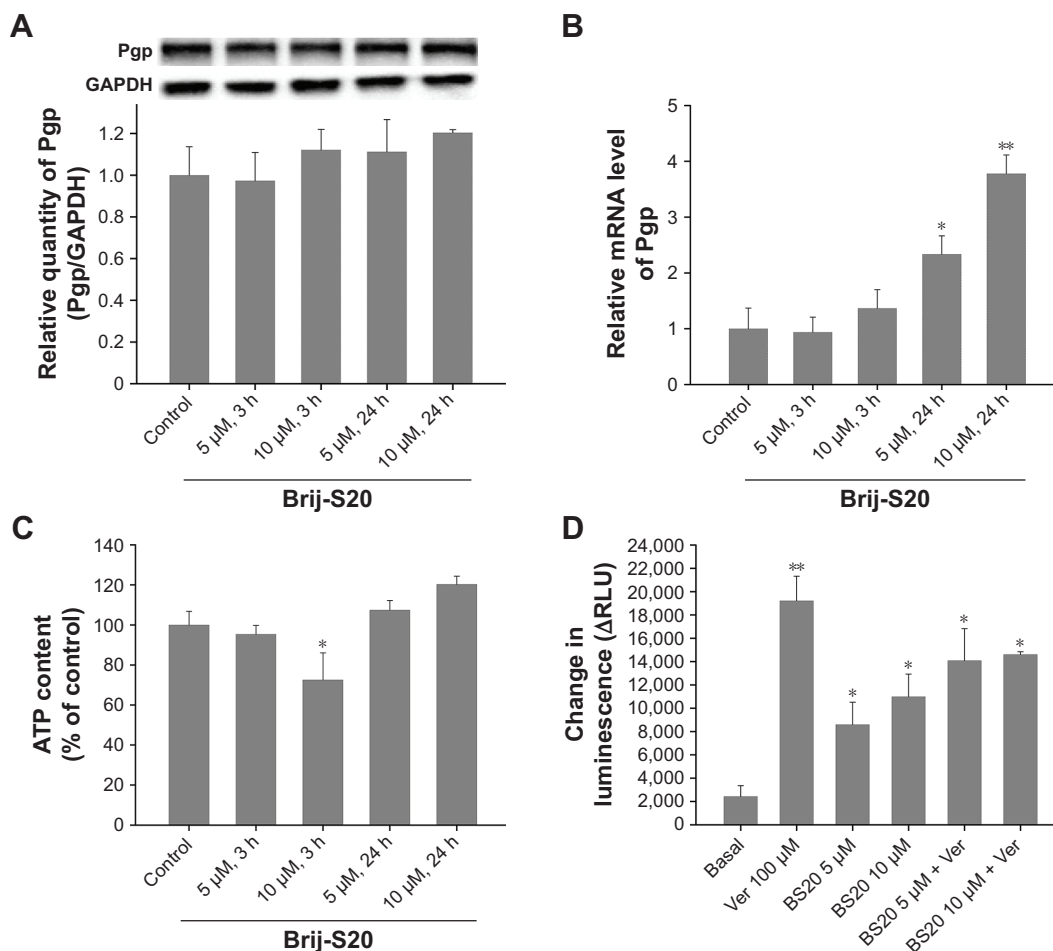 A
Pgp
GAPDH
Relative quantity of Pgp
(Pgp/GAPDH)
1.2
1.0
0.8
0.6
0.4
0.2
0
Control
5 µM, 3 h
10 µM, 3 h
5 µM, 24 h
10 µM, 24 h
Brij-S20
B
Relative mRNA level
of Pgp
5
4
3
2
1
0
*
**
Control
5 µM, 3 h
10 µM, 3 h
5 µM, 24 h
10 µM, 24 h
Brij-S20
C
ATP content
(% of control)
140
120
100
80
60
40
20
0
*
Control
5 µM, 3 h
10 µM, 3 h
5 µM, 24 h
10 µM, 24 h
Brij-S20
D
Change in
luminescence (ΔRLU)
24,000
22,000
20,000
18,000
16,000
14,000
12,000
10,000
8,000
6,000
4,000
2,000
0
**
*
*
*
*
Basal
Ver 100 µM
BS20 5 µM
BS20 10 µM
BS20 5 µM + Ver
BS20 10 µM + Ver